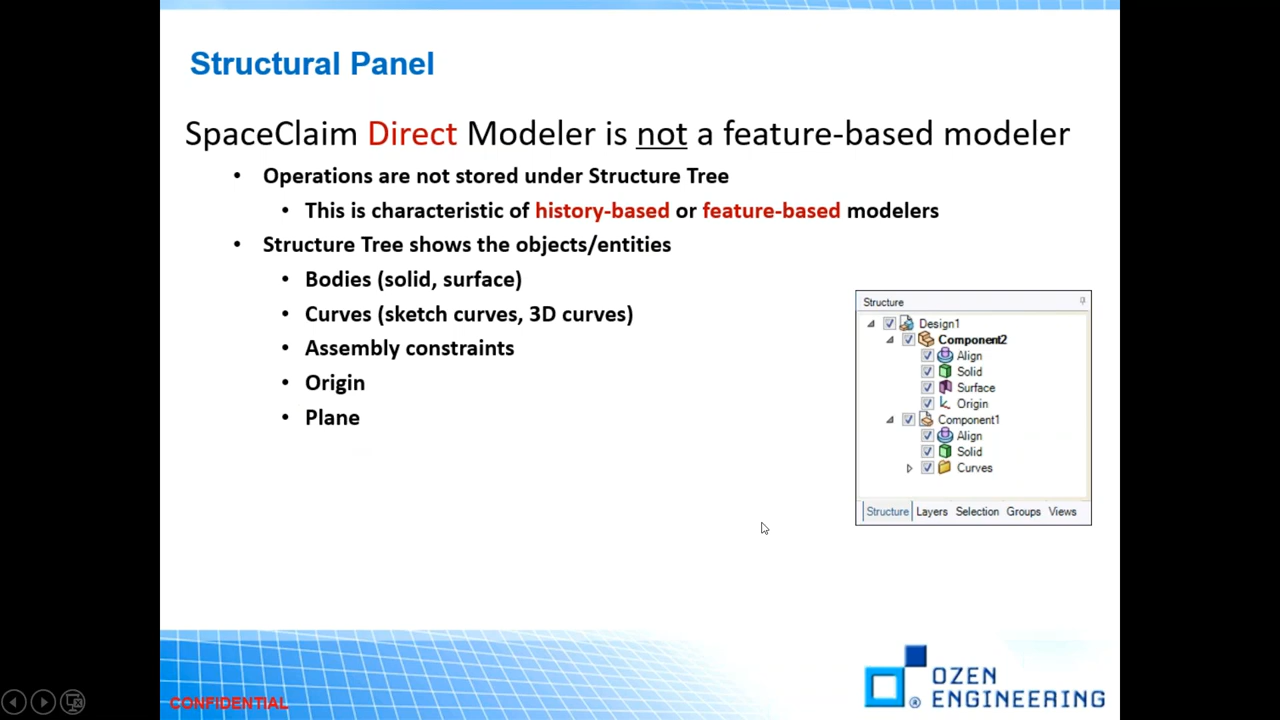 Structural Panel
SpaceClaim Direct Modeler is not a feature-based modeler
• Operations are not stored under Structure Tree
• This is characteristic of history-based or feature-based modelers
• Structure Tree shows the objects/entities
• Bodies (solid, surface)
• Curves (sketch curves, 3D curves)
• Assembly constraints
• Origin
• Plane
Structure
Design1
Component2
Align
Solid
Surface
Origin
Component1
Align
Solid
Curves
Structure Layers Selection Groups Views
CONFIDENTIAL
OZEN
® ENGINEERING